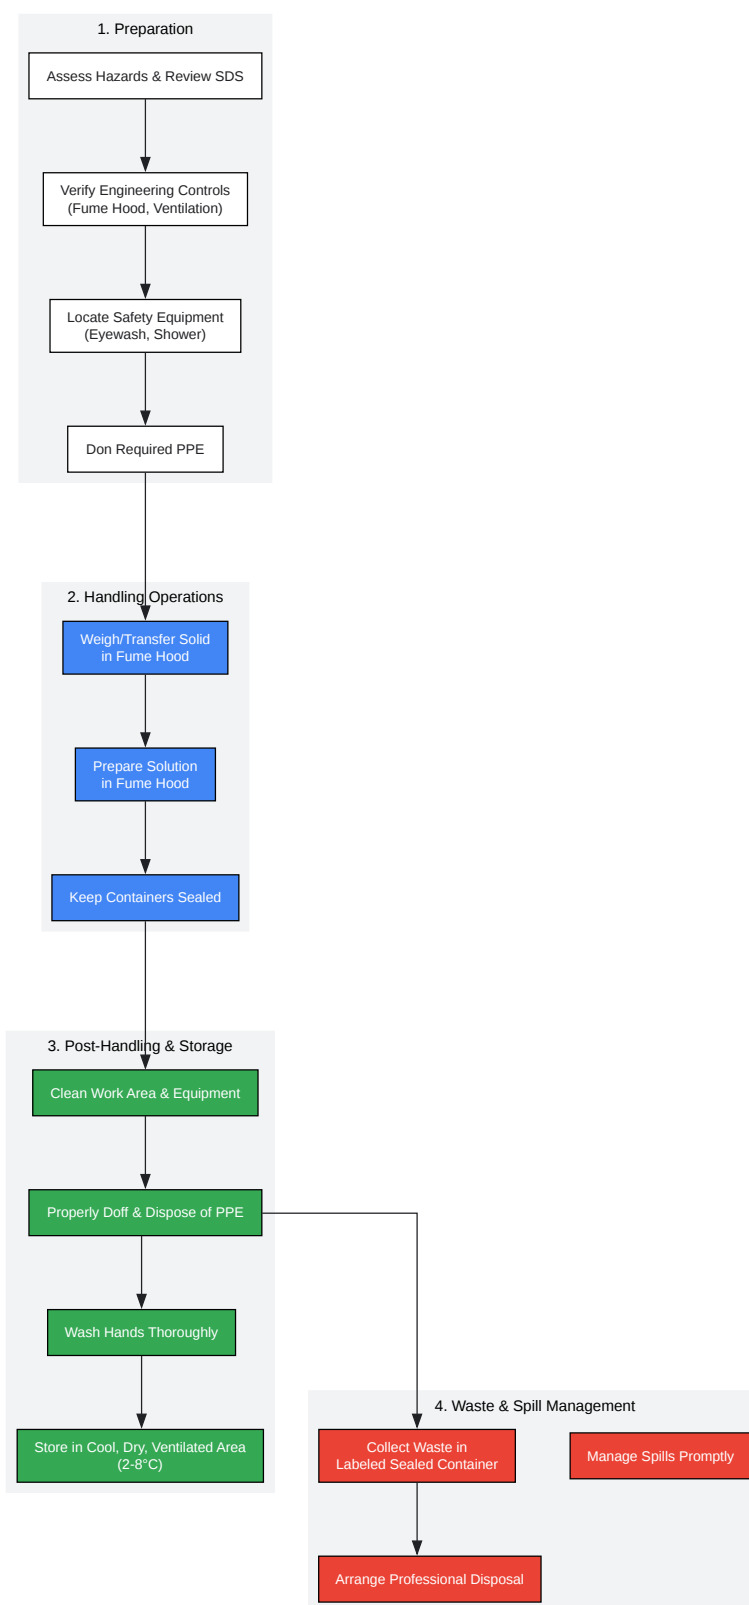 1. Preparation
Assess Hazards & Review SDS
Verify Engineering Controls
(Fume Hood, Ventilation)
Locate Safety Equipment
(Eyewash, Shower)
Don Required PPE
2. Handling Operations
Weigh/Transfer Solid
in Fume Hood
Prepare Solution
in Fume Hood
Keep Containers Sealed
3. Post-Handling & Storage
Clean Work Area & Equipment
Properly Doff & Dispose of PPE
Wash Hands Thoroughly
Store in Cool, Dry, Ventilated Area
(2-8°C)
4. Waste & Spill Management
Collect Waste in
Labeled Sealed Container
Manage Spills Promptly
Arrange Professional Disposal